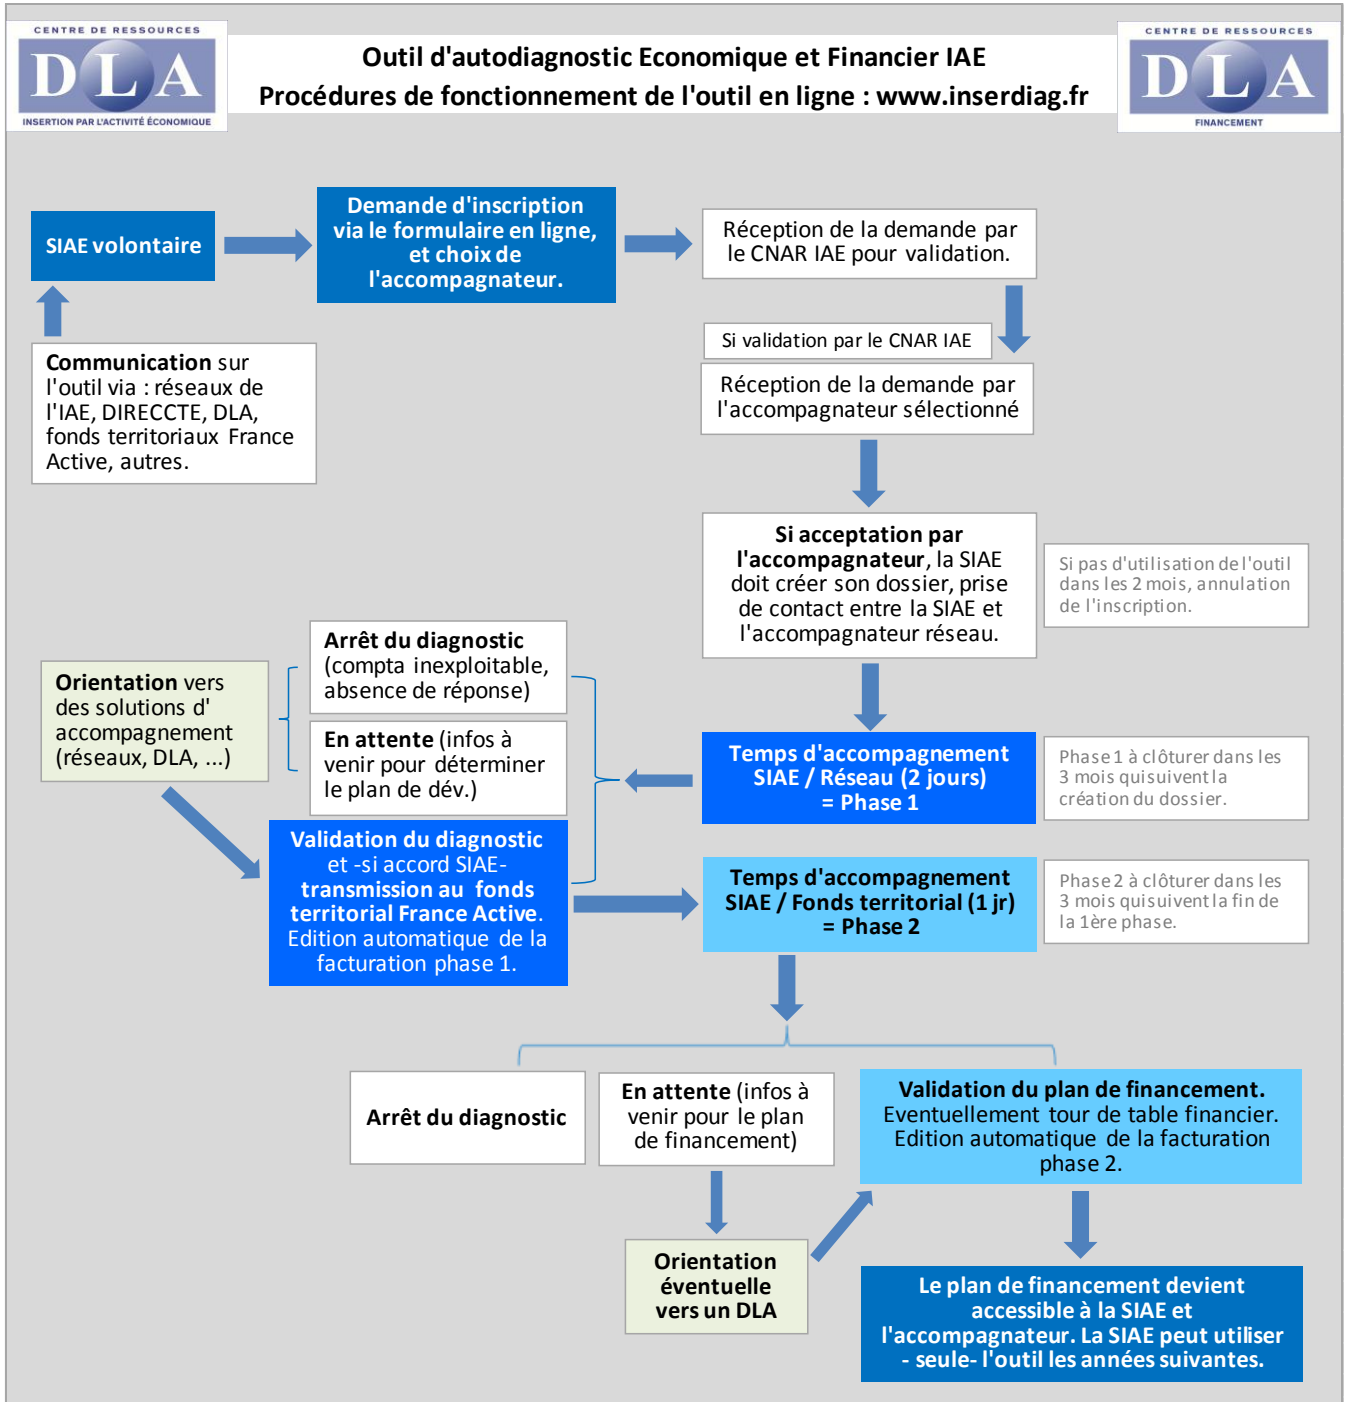 CENTRE DE RESSOURCES
DLA
INSERTION PAR L'ACTIVITÉ ÉCONOMIQUE
Outil d'autodiagnostic Economique et Financier IAE
Procédures de fonctionnement de l'outil en ligne : www.inserdiag.fr
CENTRE DE RESSOURCES
DLA
FINANCEMENT
SIAE volontaire
Demande d'inscription
via le formulaire en ligne,
et choix de
l'accompagnateur.
Réception de la demande par
le CNAR IAE pour validation.
Communication sur
l'outil via : réseaux de
l'IAE, DIRECCTE, DLA,
fonds territoriaux France
Active, autres.
Si validation par le CNAR IAE
Réception de la demande par
l'accompagnateur sélectionné
Si acceptation par
l'accompagnateur, la SIAE
doit créer son dossier, prise
de contact entre la SIAE et
l'accompagnateur réseau.
Si pas d'utilisation de l'outil
dans les 2 mois, annulation
de l'inscription.
Arrêt du diagnostic
(compta inexploitable,
absence de réponse)
Orientation vers
des solutions d'
accompagnement
(réseaux, DLA, ...)
En attente (infos à
venir pour déterminer
le plan de dév.)
Temps d'accompagnement
SIAE / Réseau (2 jours)
= Phase 1
Phase 1 à clôturer dans les
3 mois qui suivent la
création du dossier.
Validation du diagnostic
et -si accord SIAE-
transmission au fonds
territorial France Active.
Edition automatique de la
facturation phase 1.
Temps d'accompagnement
SIAE / Fonds territorial (1 jr)
= Phase 2
Phase 2 à clôturer dans les
3 mois qui suivent la fin de
la 1ère phase.
Arrêt du diagnostic
En attente (infos à
venir pour le plan
de financement)
Validation du plan de financement.
Eventuellement tour de table financier.
Edition automatique de la facturation
phase 2.
Orientation
éventuelle
vers un DLA
Le plan de financement devient
accessible à la SIAE et
l'accompagnateur. La SIAE peut utiliser
- seule- l'outil les années suivantes.